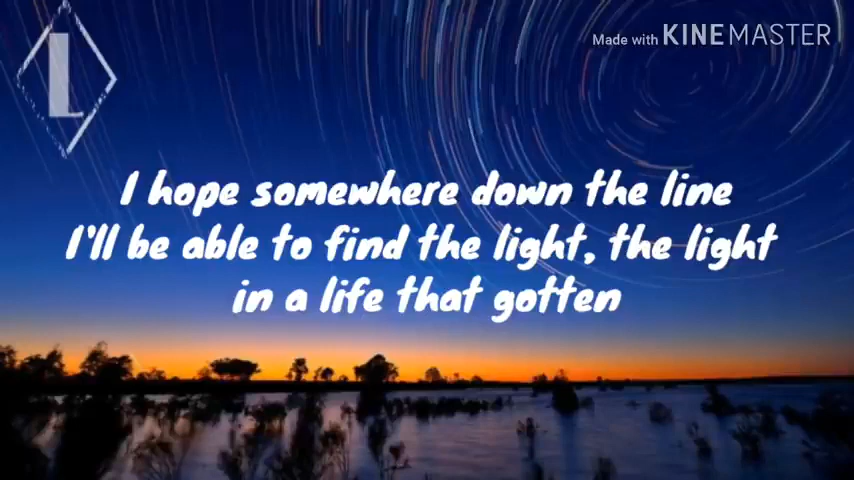 L
Made with KINEMASTER
I hope somewhere down the line
I'll be able to find the light, the light
in a life that gotten